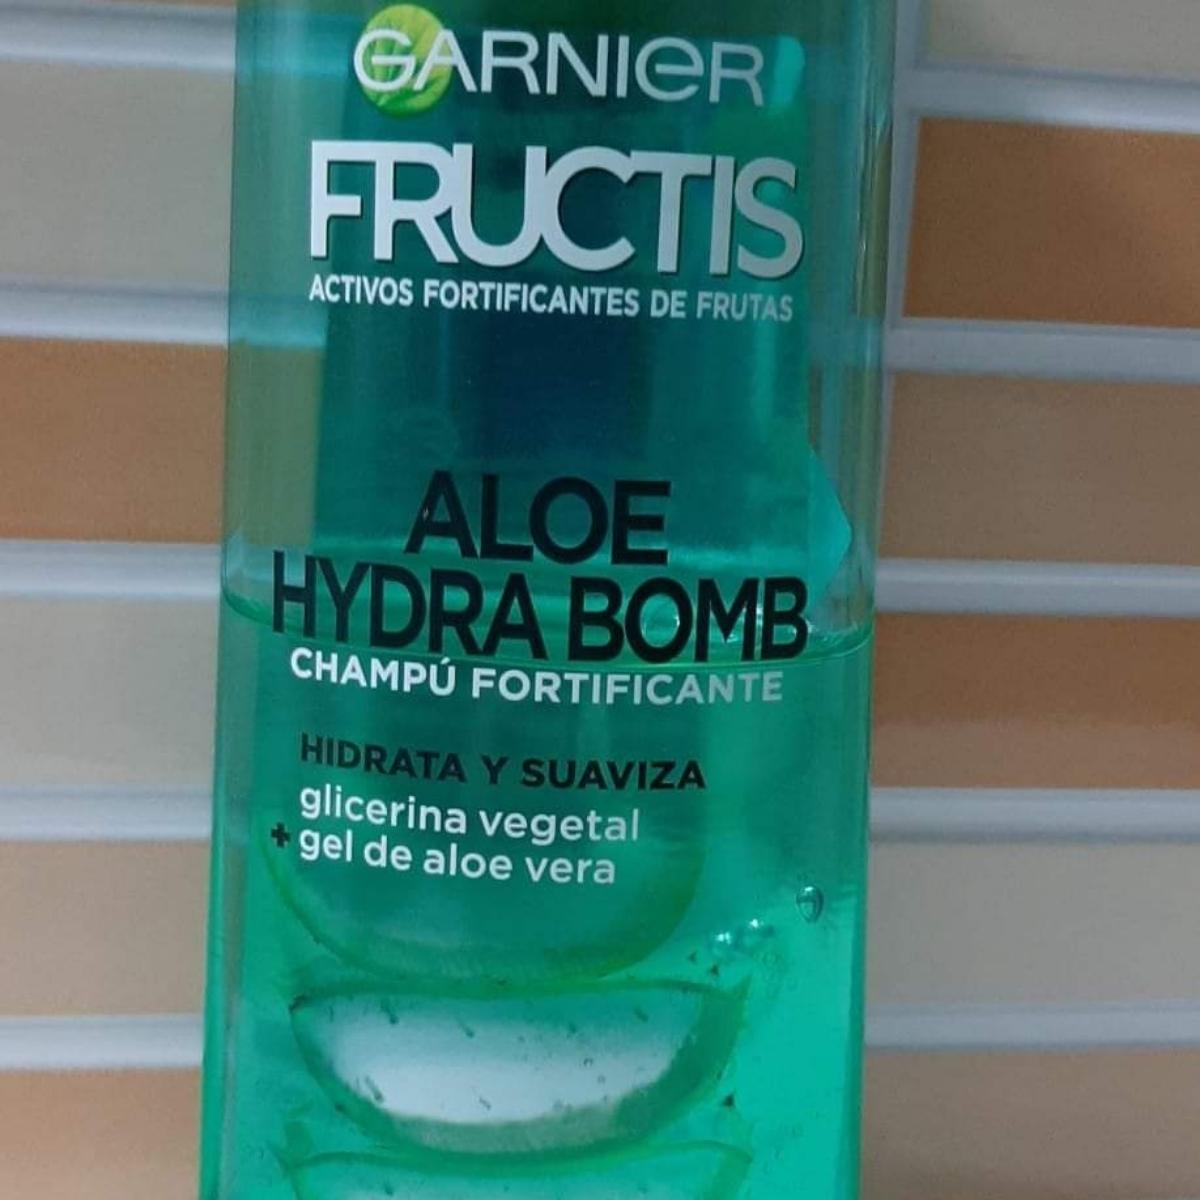 GARNIER
FRUCTIS
ACTIVOS FORTIFICANTES DE FRUTAS
ALOE
HYDRA BOMB
CHAMPÚ FORTIFICANTE
HIDRATA Y SUAVIZA
glicerina vegetal
+ gel de aloe vera